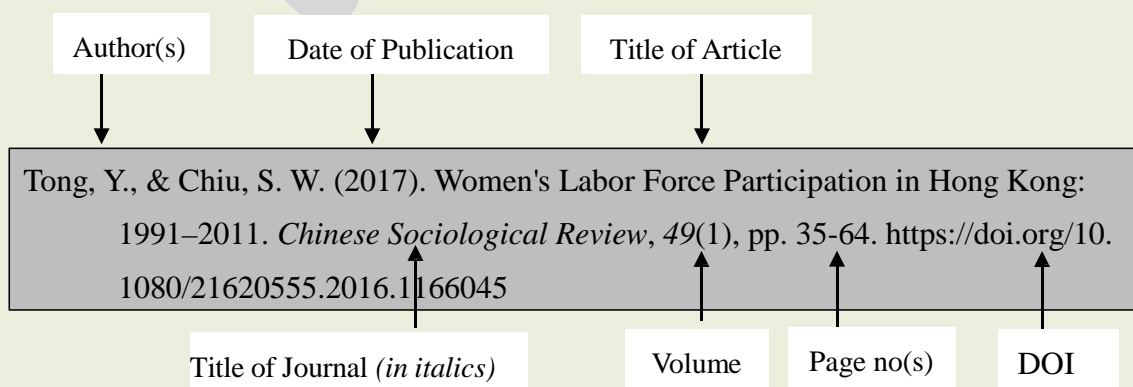 Author(s) Date of Publication Title of Article
Tong, Y., & Chiu, S. W. (2017). Women's Labor Force Participation in Hong Kong:
1991–2011. Chinese Sociological Review, 49(1), pp. 35-64. https://doi.org/10.
1080/21620555.2016.1166045
Title of Journal (in italics) Volume Page no(s) DOI